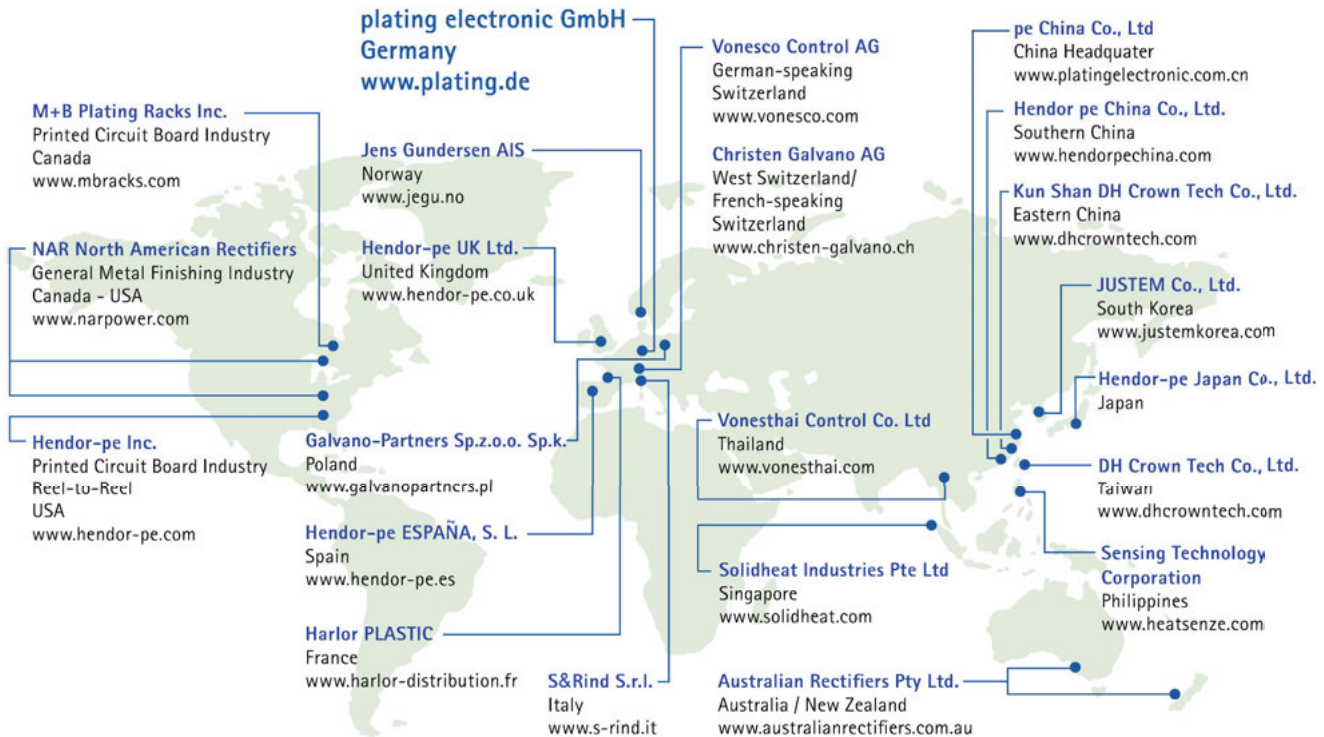 plating electronic GmbH
Germany
www.plating.de
M+B Plating Racks Inc.
Printed Circuit Board Industry
Canada
www.mbracks.com
NAR North American Rectifiers
General Metal Finishing Industry
Canada - USA
www.narpower.com
Hendor-pe Inc.
Printed Circuit Board Industry
Reel-to-Reel
USA
www.hendor-pe.com
Jens Gundersen AIS
Norway
www.jegu.no
Hendor-pe UK Ltd.
United Kingdom
www.hendor-pe.co.uk
Galvano-Partners Sp.z.o.o. Sp.k.
Poland
www.galvanopartners.pl
Hendor-pe ESPAÑA, S. L.
Spain
www.hendor-pe.es
Harlor PLASTIC
France
www.harlor-distribution.fr
S&Rind S.r.l.
Italy
www.s-rind.it
Vonesco Control AG
German-speaking
Switzerland
www.vonesco.com
Christen Galvano AG
West Switzerland/
French-speaking
Switzerland
www.christen-galvano.ch
Vonesthai Control Co. Ltd
Thailand
www.vonesthai.com
Solidheat Industries Pte Ltd
Singapore
www.solidheat.com
Australian Rectifiers Pty Ltd.
Australia / New Zealand
www.australianrectifiers.com.au
pe China Co., Ltd
China Headquater
www.platingelectronic.com.cn
Hendor pe China Co., Ltd.
Southern China
www.hendorpechina.com
Kun Shan DH Crown Tech Co., Ltd.
Eastern China
www.dhcrowntech.com
JUSTEM Co., Ltd.
South Korea
www.justemkorea.com
Hendor-pe Japan Co., Ltd.
Japan
DH Crown Tech Co., Ltd.
Taiwan
www.dhcrowntech.com
Sensing Technology
Corporation
Philippines
www.heatsenze.com